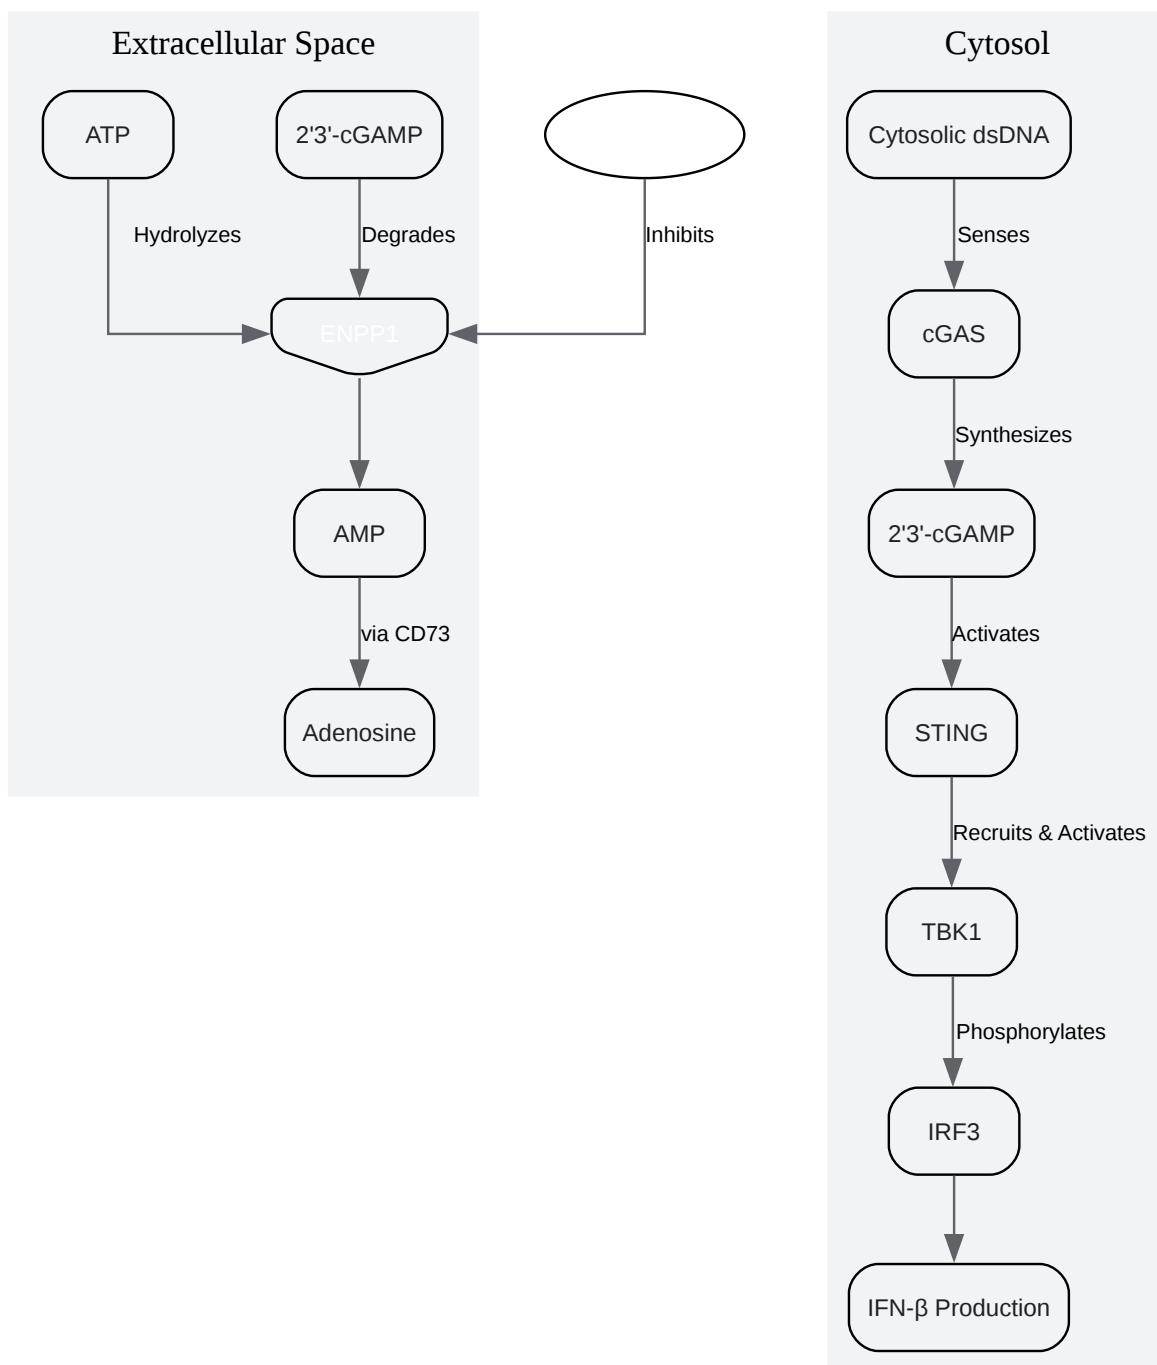 Extracellular Space
ATP
2'3'-cGAMP
Hydrolyzes
Degrades
Inhibits
ENPP1
AMP
via CD73
Adenosine
Cytosol
Cytosolic dsDNA
Senses
cGAS
Synthesizes
2'3'-cGAMP
Activates
STING
Recruits & Activates
TBK1
Phosphorylates
IRF3
IFN-β Production